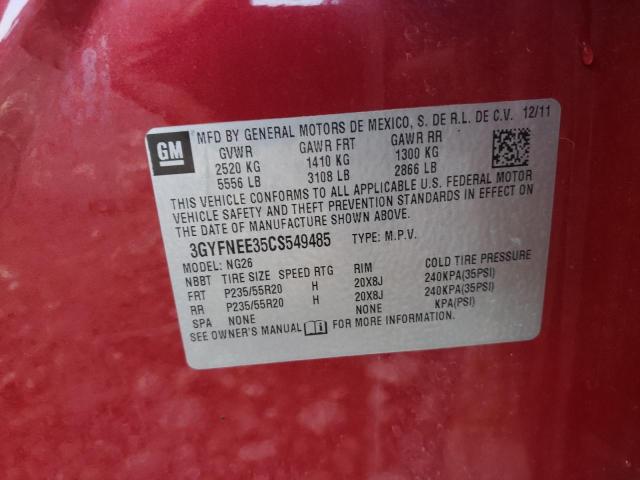 GM
MFD BY GENERAL MOTORS DE MEXICO, S. DE R.L. DE C.V. 12/11
GVWR GAWR FRT GAWR RR
2520 KG 1410 KG 1300 KG
5556 LB 3108 LB 2866 LB
THIS VEHICLE CONFORMS TO ALL APPLICABLE U.S. FEDERAL MOTOR
VEHICLE SAFETY AND THEFT PREVENTION STANDARDS IN EFFECT ON
THE DATE OF MANUFACTURE SHOWN ABOVE.
3GYFNEE35CS549485 TYPE: M.P.V.
MODEL: NG26
NBBT TIRE SIZE SPEED RTG RIM COLD TIRE PRESSURE
FRT P235/55R20 H 20X8J 240KPA(35PSI)
RR P235/55R20 H 20X8J 240KPA(35PSI)
SPA NONE NONE KPA(PSI)
SEE OWNER'S MANUAL FOR MORE INFORMATION.